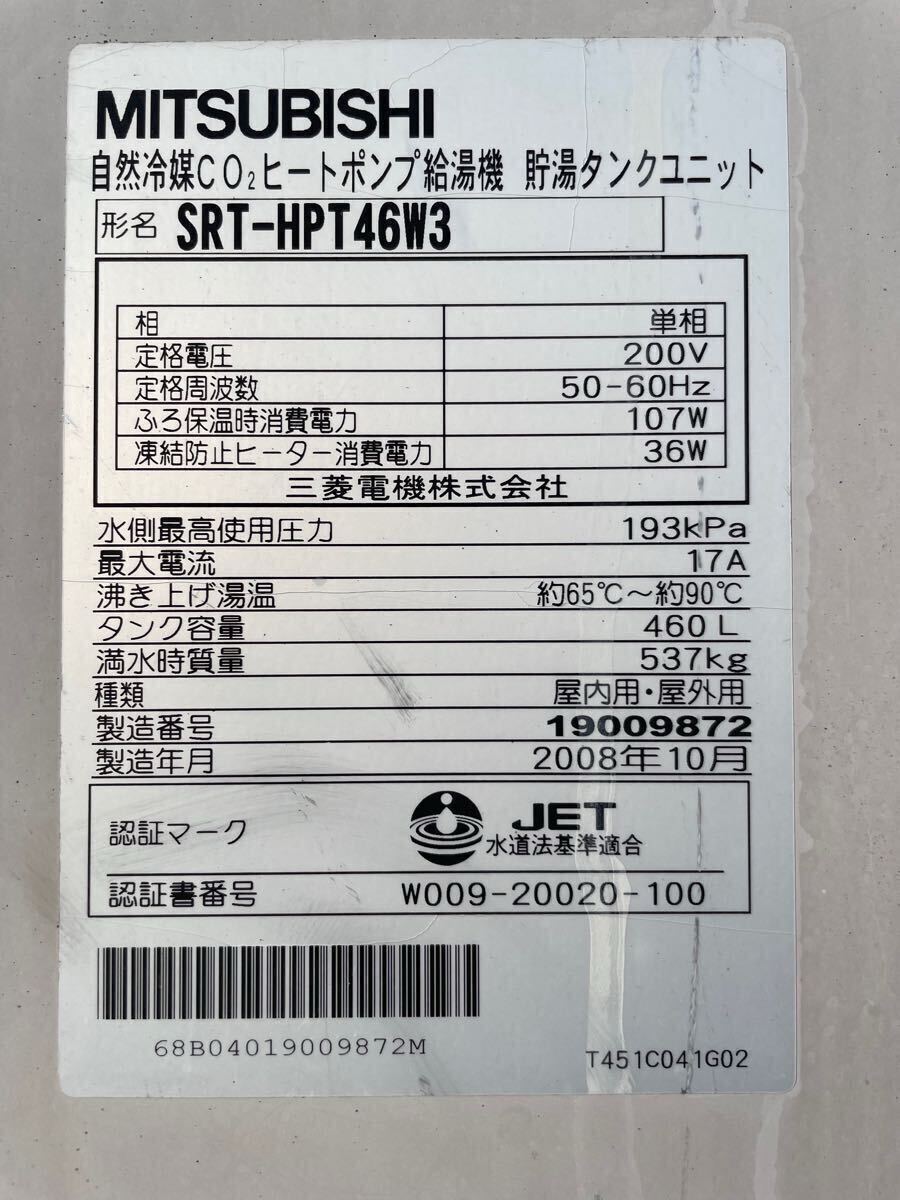 MITSUBISHI
自然冷媒CO₂ヒートポンプ給湯機 貯湯タンクユニット
形名 SRT-HPT46W3
相 単相
定格電圧 200V
定格周波数 50-60Hz
ふろ保温時消費電力 107W
凍結防止ヒーター消費電力 36W
三菱電機株式会社
水側最高使用圧力 193kPa
最大電流 17A
沸き上げ湯温 約65℃～約90℃
タンク容量 460L
満水時質量 537kg
種類 屋内用・屋外用
製造番号 19009872
製造年月 2008年10月
認証マーク JET
水道法基準適合
認証書番号 W009-20020-100
68B04019009872M
T451C041G02